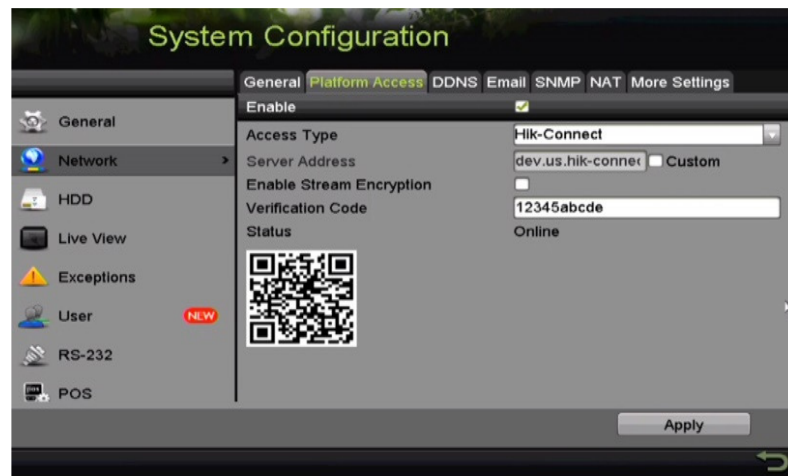 System Configuration
General Platform Access DDNS Email SNMP NAT More Settings
Enable
General
Network
HDD
Live View
Exceptions
User NEW
RS-232
POS
Access Type Hik-Connect
Server Address dev.us.hik-connec Custom
Enable Stream Encryption
Verification Code 12345abcde
Status Online
Apply